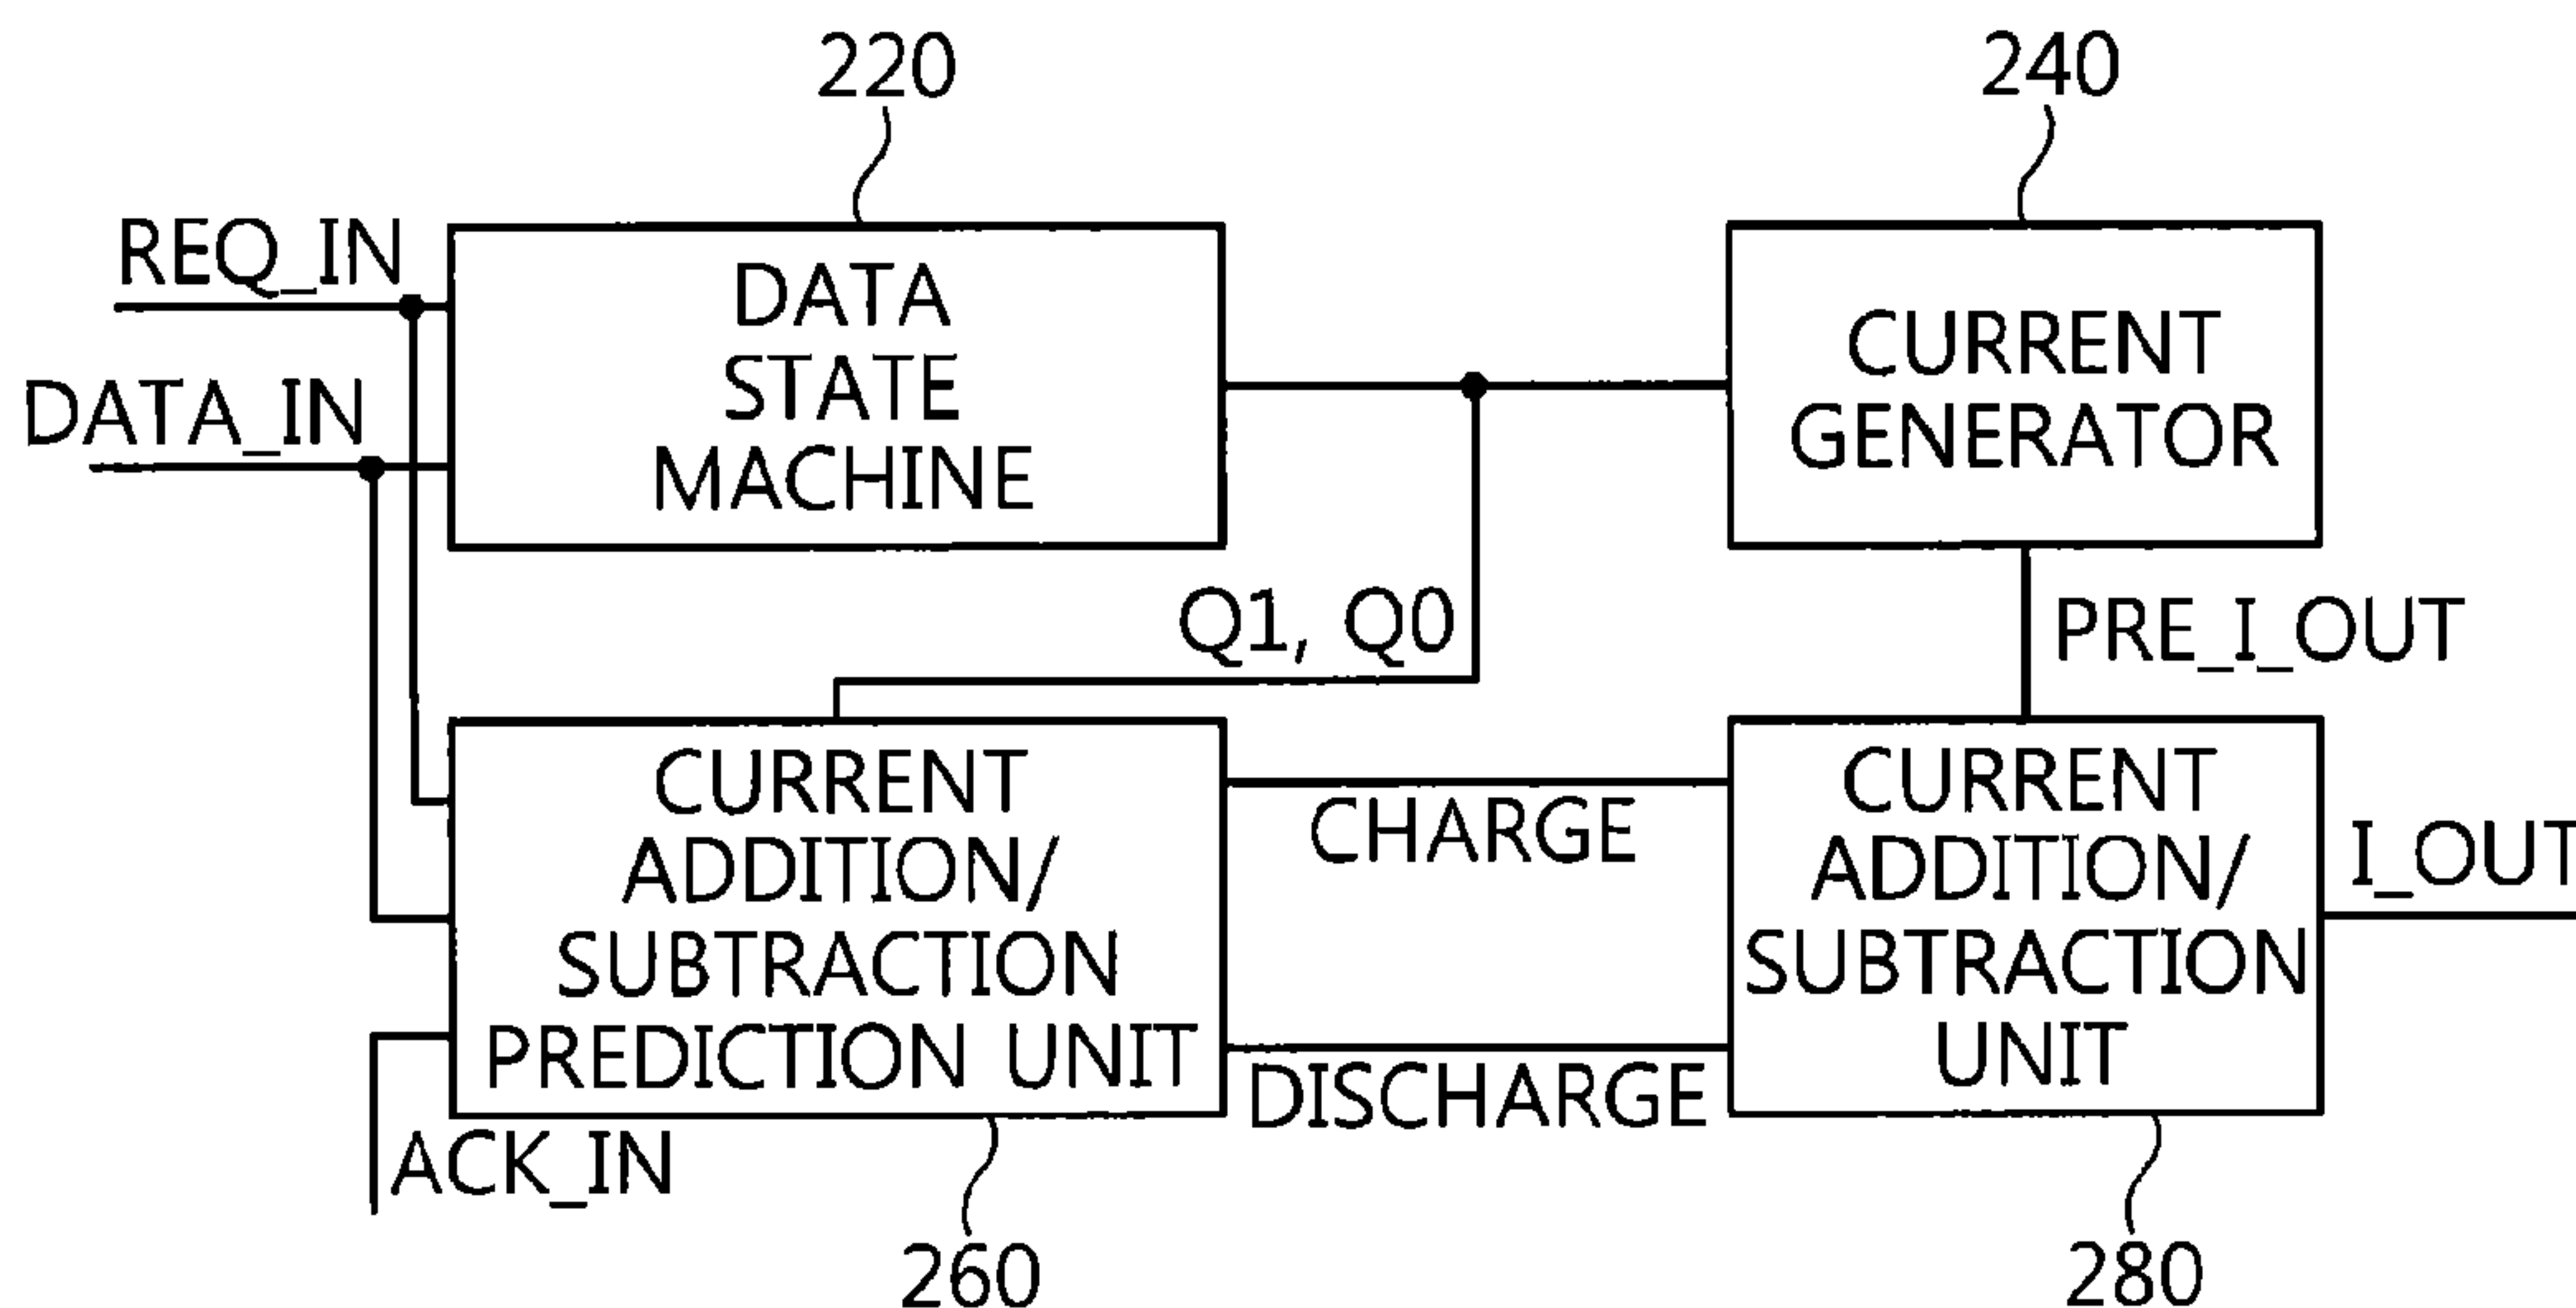 220
240
REQ_IN
DATA_IN
DATA
STATE
MACHINE
CURRENT
GENERATOR
Q1, Q0
PRE_I_OUT
CURRENT
ADDITION/
SUBTRACTION
PREDICTION UNIT
CHARGE
DISCHARGE
CURRENT
ADDITION/
SUBTRACTION
UNIT
I_OUT
ACK_IN
260
280